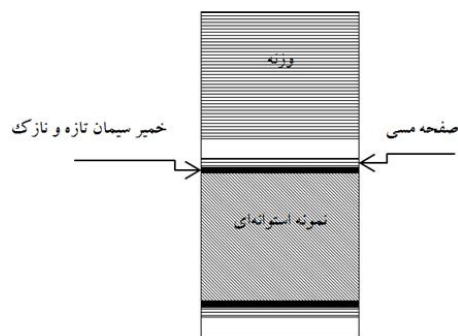 وزنه
صفحه مسی
خمیر سیمان تازه و نازک
نمونه استوانه‌ای